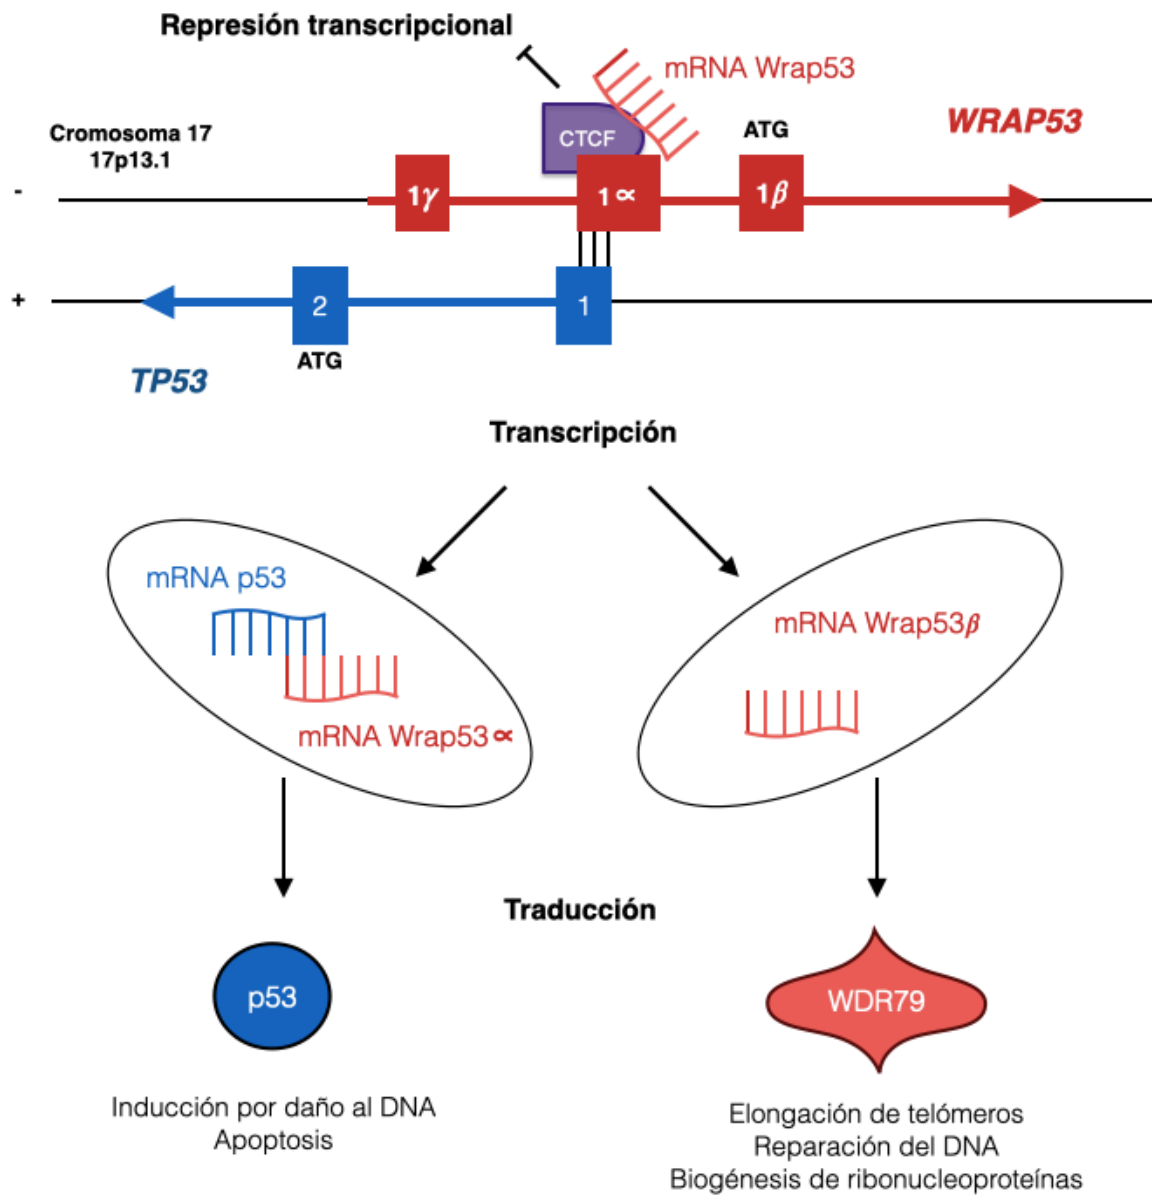 Represión transcripcional
mRNA Wrap53
CTCF
ATG
WRAP53
Cromosoma 17
17p13.1
-
1γ
1∝
1β
+
2
1
ATG
TP53
Transcripción
mRNA p53
mRNA Wrap53∝
mRNA Wrap53β
Traducción
p53
WDR79
Inducción por daño al DNA
Apoptosis
Elongación de telómeros
Reparación del DNA
Biogénesis de ribonucleoproteínas